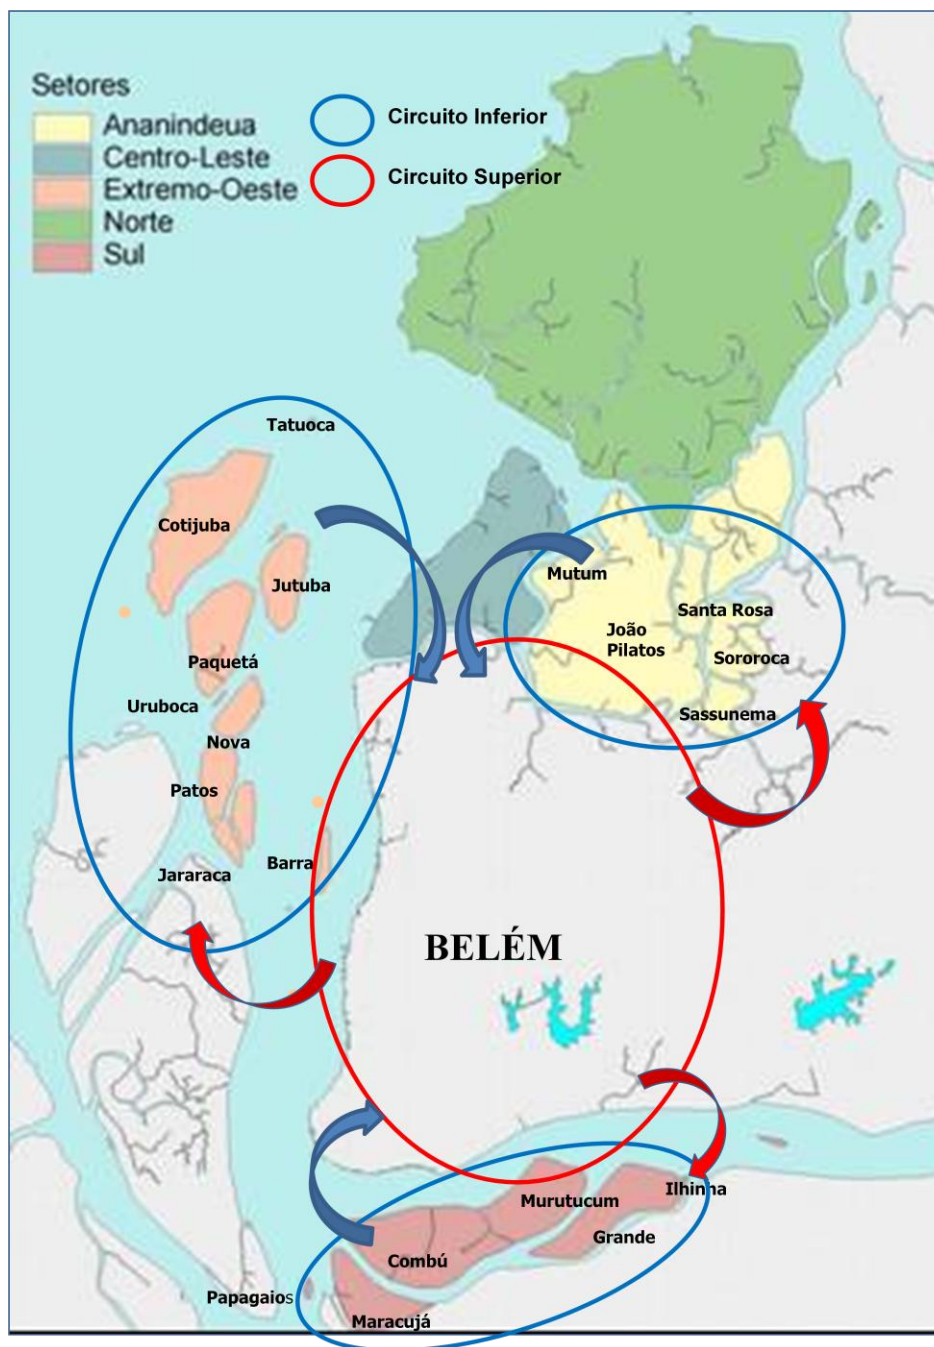 Setores
Ananindeua
Centro-Leste
Extremo-Oeste
Norte
Sul
Circuito Inferior
Circuito Superior
Tatuoca
Cotijuba
Jutuba
Mutum
Santa Rosa
João
Pilatos
Sororoca
Paquetá
Uruboca
Sassunema
Nova
Patos
Barra
Jararaca
BELÉM
Ilhinna
Murutucum
Grande
Combú
Papagaios
Maracujá